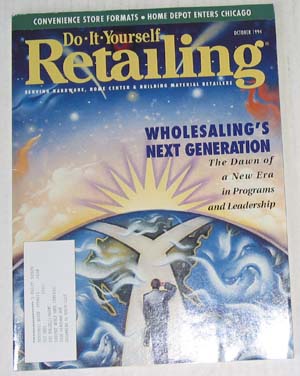 CONVENIENCE STORE FORMATS • HOME DEPOT ENTERS CHICAGO
Do-It-Yourself
OCTOBER 1994
Retailing
SERVING HARDWARE, HOME CENTER & BUILDING MATERIAL RETAILERS
WHOLESALING'S
NEXT GENERATION
The Dawn of
a New Era
in Programs
and Leadership